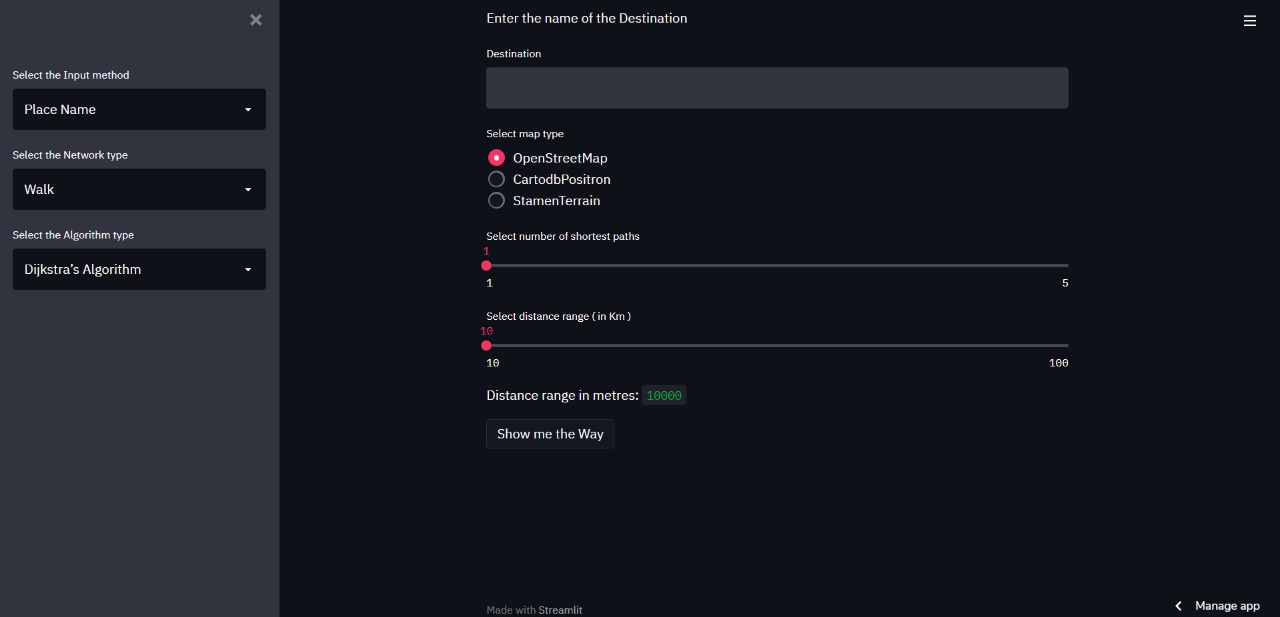 Select the Input method
Place Name
Select the Network type
Walk
Select the Algorithm type
Dijkstra's Algorithm
Enter the name of the Destination
Destination
Select map type
OpenStreetMap
CartodbPositron
StamenTerrain
Select number of shortest paths
1
1 5
Select distance range ( in Km )
10
10 100
Distance range in metres: 10000
Show me the Way
Made with Streamlit
Manage app